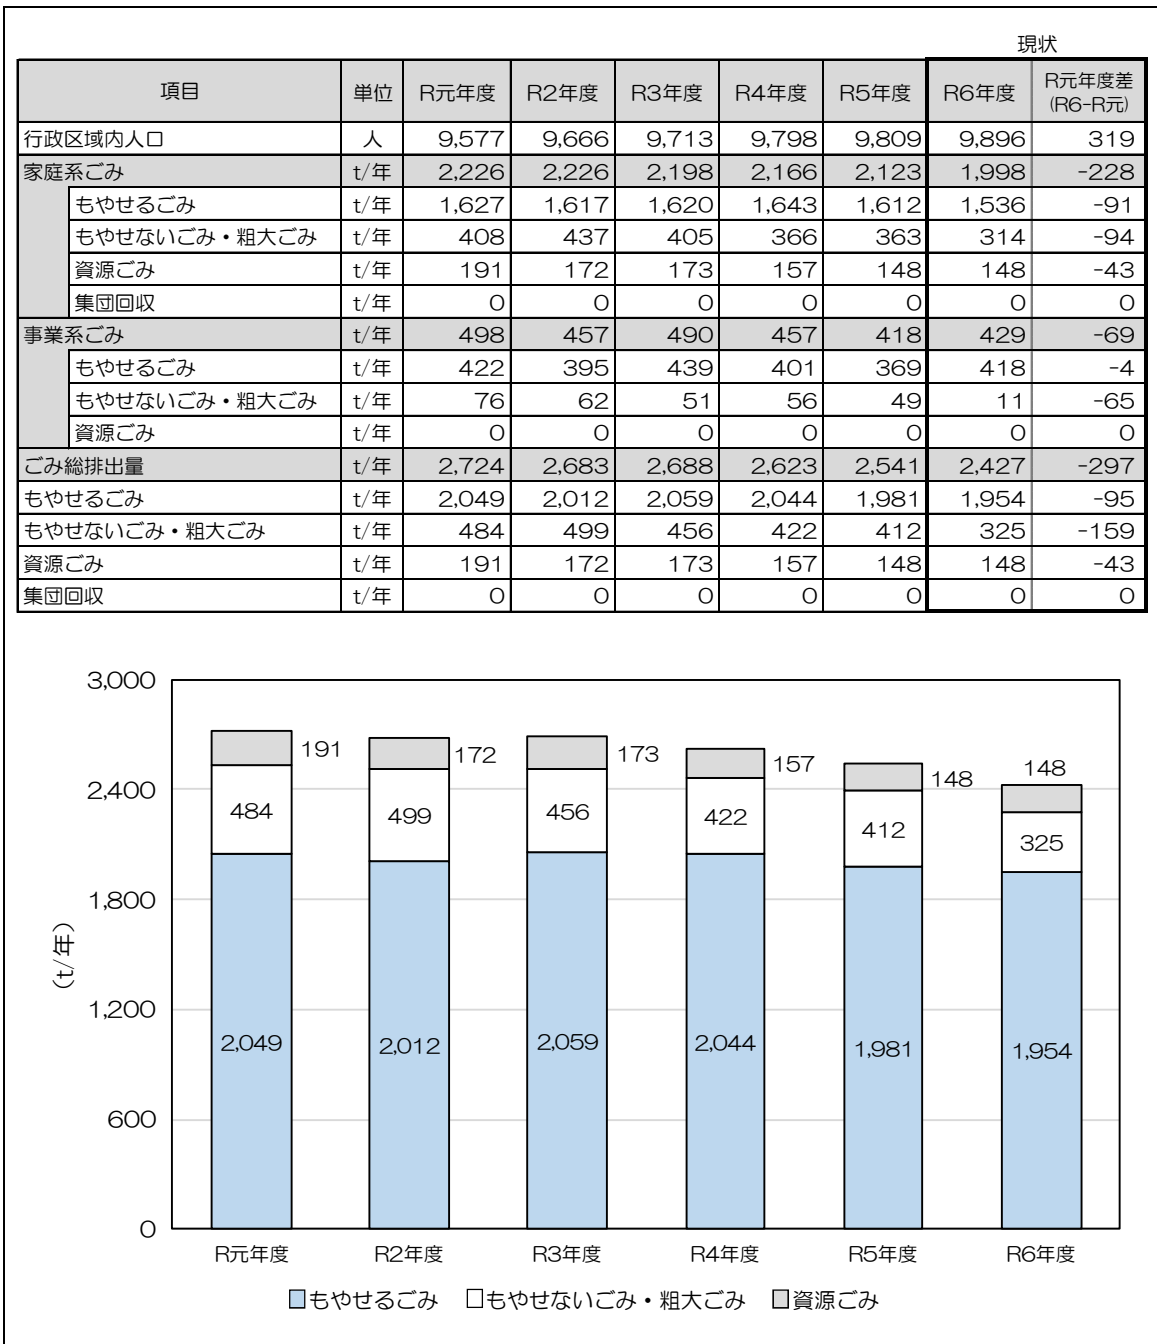 現状
項目 単位 R元年度 R2年度 R3年度 R4年度 R5年度 R6年度 R元年度差
(R6-R元)
行政区域内人口 人 9,577 9,666 9,713 9,798 9,809 9,896 319
家庭系ごみ t/年 2,226 2,226 2,198 2,166 2,123 1,998 -228
もやせるごみ t/年 1,627 1,617 1,620 1,643 1,612 1,536 -91
もやせないごみ・粗大ごみ t/年 408 437 405 366 363 314 -94
資源ごみ t/年 191 172 173 157 148 148 -43
集団回収 t/年 0 0 0 0 0 0 0
事業系ごみ t/年 498 457 490 457 418 429 -69
もやせるごみ t/年 422 395 439 401 369 418 -4
もやせないごみ・粗大ごみ t/年 76 62 51 56 49 11 -65
資源ごみ t/年 0 0 0 0 0 0 0
ごみ総排出量 t/年 2,724 2,683 2,688 2,623 2,541 2,427 -297
もやせるごみ t/年 2,049 2,012 2,059 2,044 1,981 1,954 -95
もやせないごみ・粗大ごみ t/年 484 499 456 422 412 325 -159
資源ごみ t/年 191 172 173 157 148 148 -43
集団回収 t/年 0 0 0 0 0 0 0
3,000
191 172 173 157 148 148
2,400
484 499 456 422 412 325
1,800
(t/年)
1,200
2,049 2,012 2,059 2,044 1,981 1,954
600
0
R元年度 R2年度 R3年度 R4年度 R5年度 R6年度
もやせるごみ もやせないごみ・粗大ごみ 資源ごみ